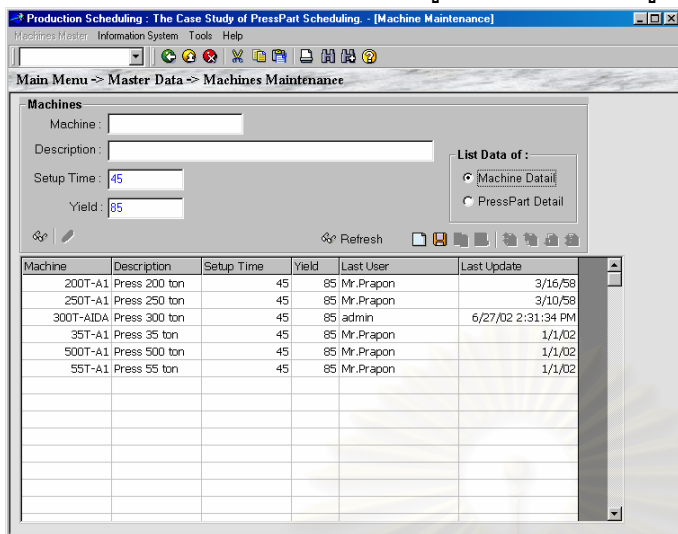 Production Scheduling : The Case Study of PressPart Scheduling. - [Machine Maintenance]
Machines Master Information System Tools Help
Main Menu -> Master Data -> Machines Maintenance
Machines
Machine :
Description :
Setup Time : 45
Yield : 85
List Data of :
Machine Datail
PressPart Detail
Refresh
Machine Description Setup Time Yield Last User Last Update
200T-A1 Press 200 ton 45 85 Mr.Prapon 3/16/58
250T-A1 Press 250 ton 45 85 Mr.Prapon 3/10/58
300T-AIDA Press 300 ton 45 85 admin 6/27/02 2:31:34 PM
35T-A1 Press 35 ton 45 85 Mr.Prapon 1/1/02
500T-A1 Press 500 ton 45 85 Mr.Prapon 1/1/02
55T-A1 Press 55 ton 45 85 Mr.Prapon 1/1/02